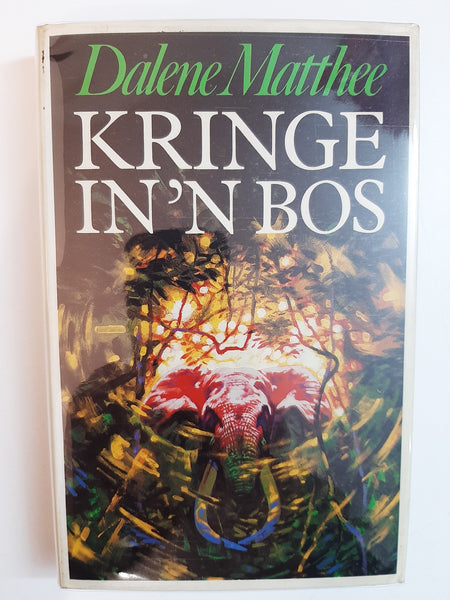 Dalene Matthee
KRINGE
IN 'N BOS